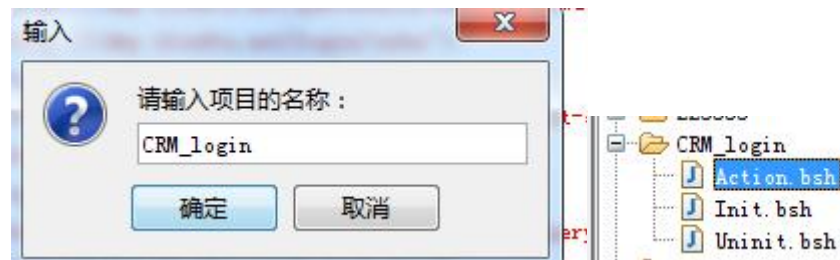 输入
请输入项目的名称：
CRM_login
确定
取消
CRM_login
Action.bsh
Init.bsh
Uninit.bsh